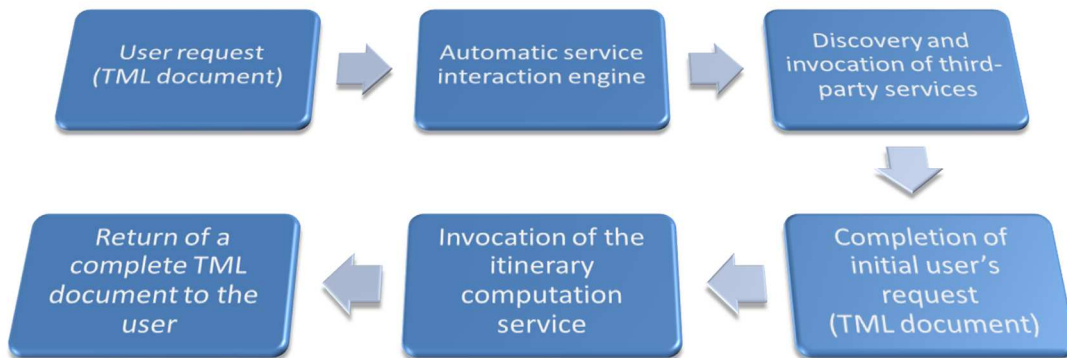 User request
(TML document)
Automatic service
interaction engine
Discovery and
invocation of third-
party services
Completion of
initial user’s
request
(TML document)
Invocation of the
itinerary
computation
service
Return of a
complete TML
document to the
user